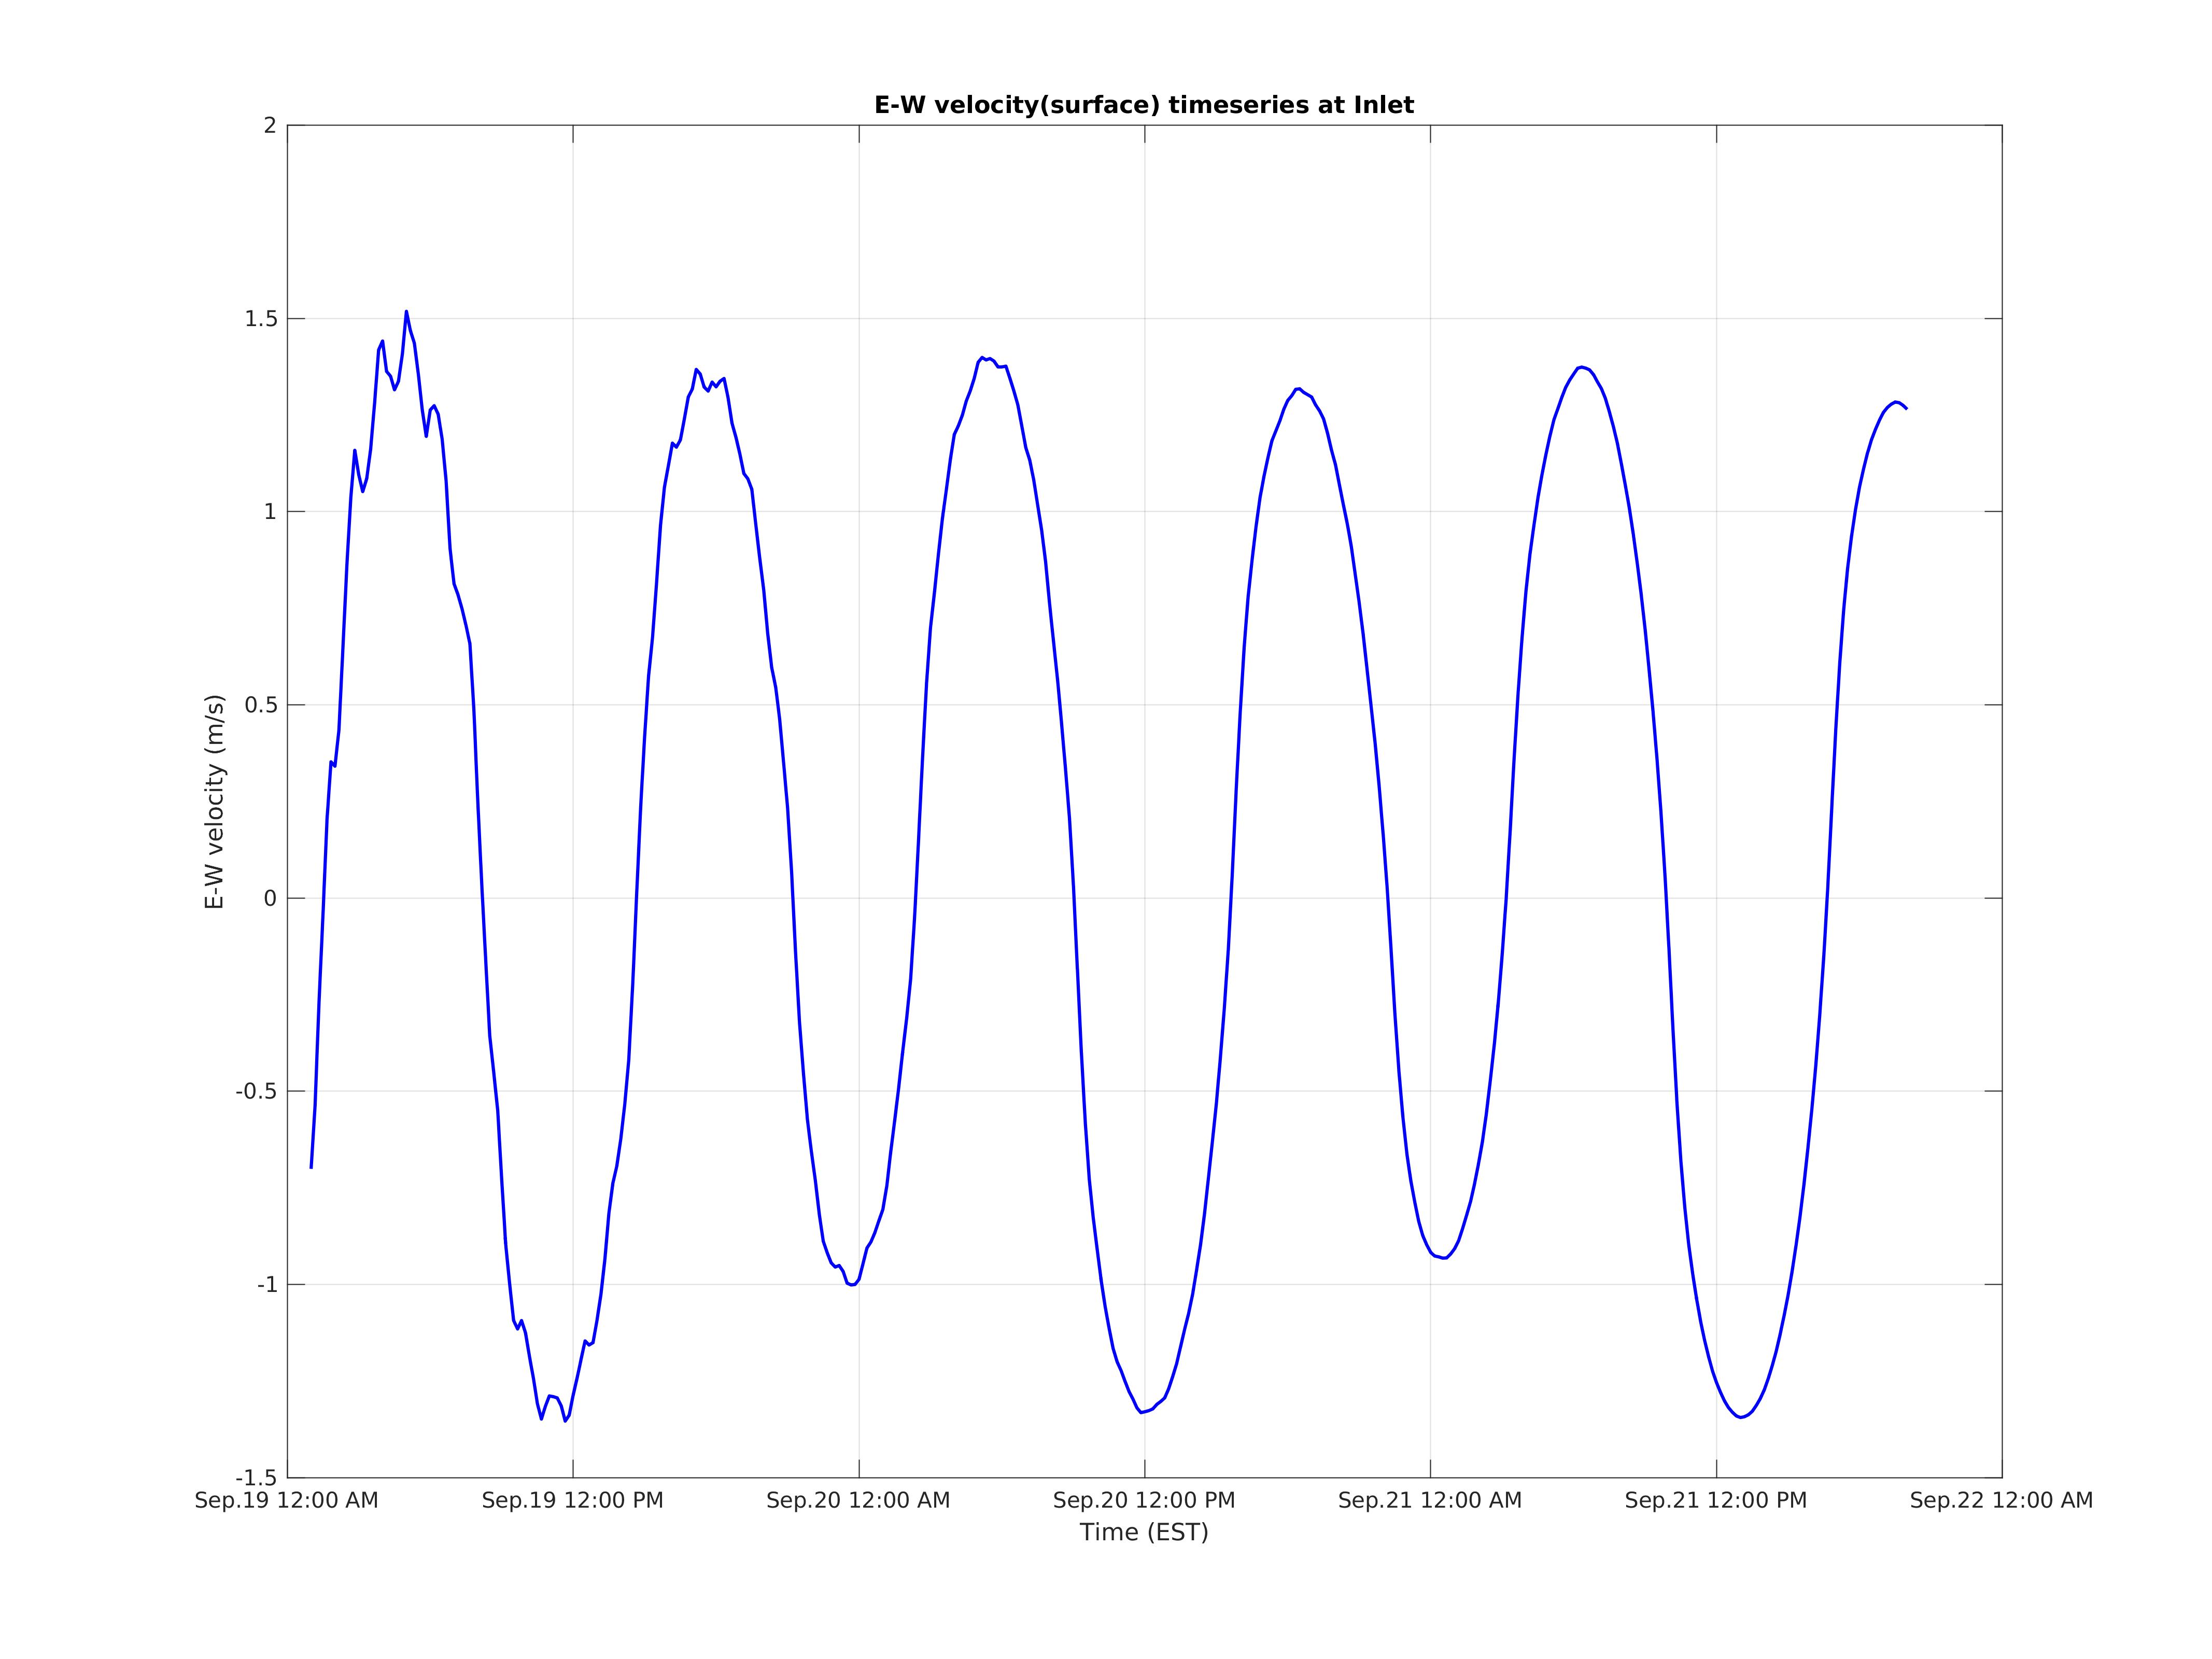 E-W velocity(surface) timeseries at Inlet
2
1.5
1
0.5
0
-0.5
-1
-1.5
E-W velocity (m/s)
Sep.19 12:00 AM Sep.19 12:00 PM Sep.20 12:00 AM Sep.20 12:00 PM Sep.21 12:00 AM Sep.21 12:00 PM Sep.22 12:00 AM
Time (EST)